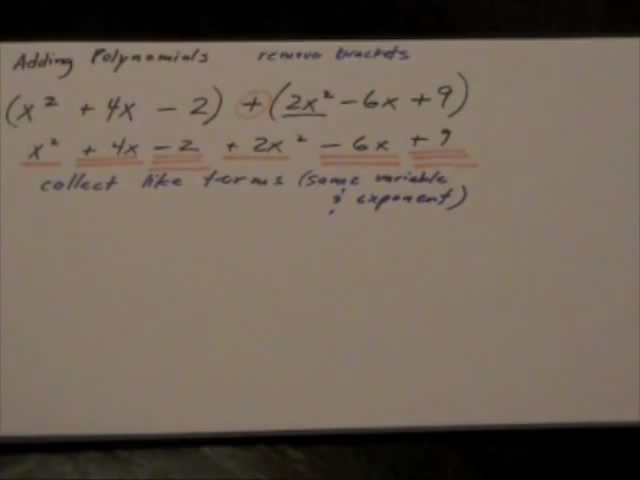 Adding Polynomials remove brackets
(x² + 4x - 2) + (2x² - 6x + 9)
x² + 4x - 2 + 2x² - 6x + 9
collect like terms (same variable
& exponent)